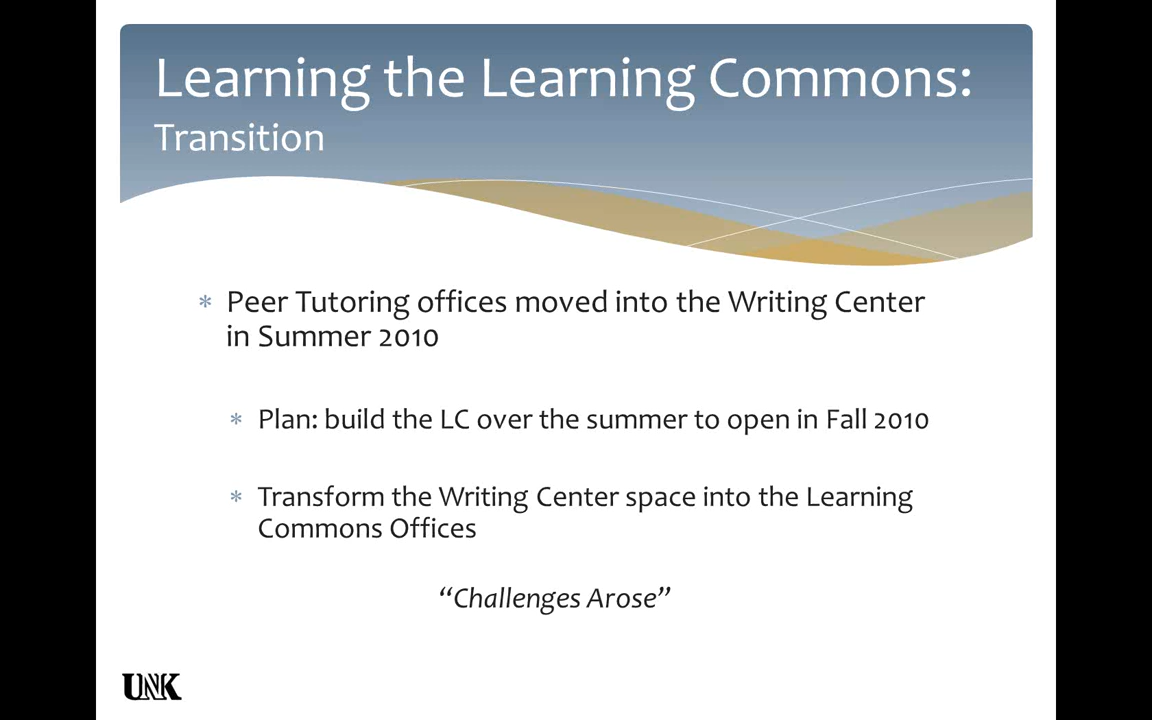 Learning the Learning Commons:
Transition
* Peer Tutoring offices moved into the Writing Center
in Summer 2010
* Plan: build the LC over the summer to open in Fall 2010
* Transform the Writing Center space into the Learning
Commons Offices
“Challenges Arose”
UNK